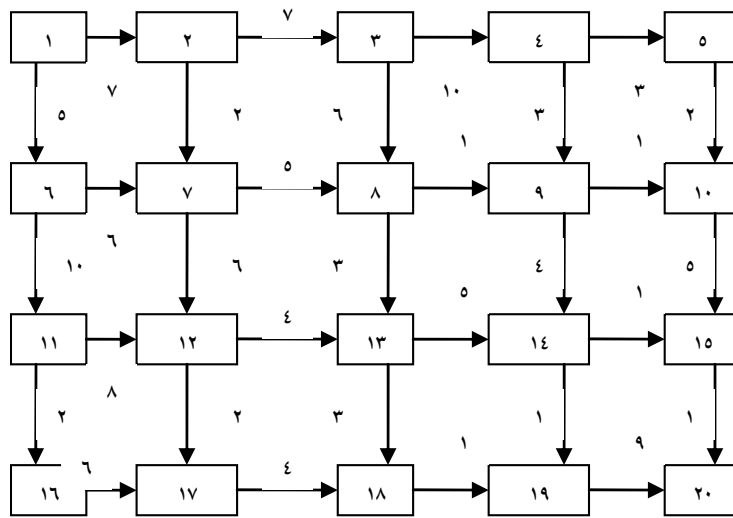 ٧
١ ٢ ٣ ٤ ٥
٧ ١٠ ٣
٥ ٢ ٦ ٣ ٢
١ ١
٥
٦ ٧ ٨ ٩ ١٠
٦
١٠ ٦ ٣ ٤ ٥
٥ ١
٤
١١ ١٢ ١٣ ١٤ ١٥
٨
٢ ٢ ٣ ١ ١
١ ٩
٦ ٤
١٦ ١٧ ١٨ ١٩ ٢٠